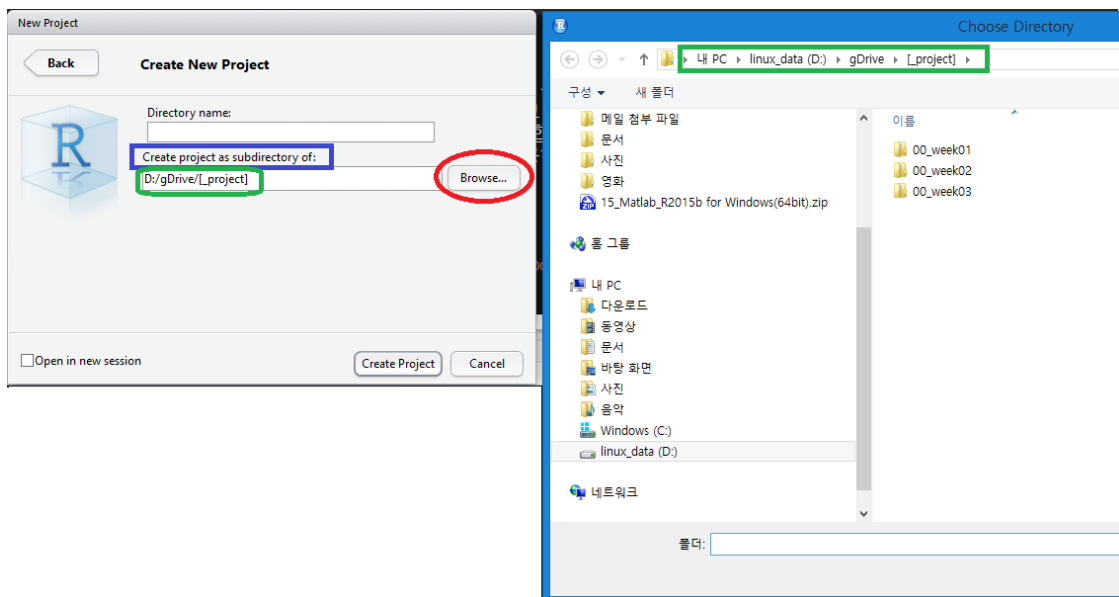 New Project
Back
Create New Project
R
Directory name:
Create project as subdirectory of:
D:/gDrive/[_project]
Browse...
Open in new session
Create Project
Cancel
R
Choose Directory
내 PC
linux_data (D:)
gDrive
[_project]
구성
새 폴더
메일 첨부 파일
문서
사진
영화
ZIP
15_Matlab_R2015b for Windows(64bit).zip
홈 그룹
내 PC
다운로드
동영상
문서
바탕 화면
사진
음악
Windows (C:)
linux_data (D:)
네트워크
이름
00_week01
00_week02
00_week03
폴더: